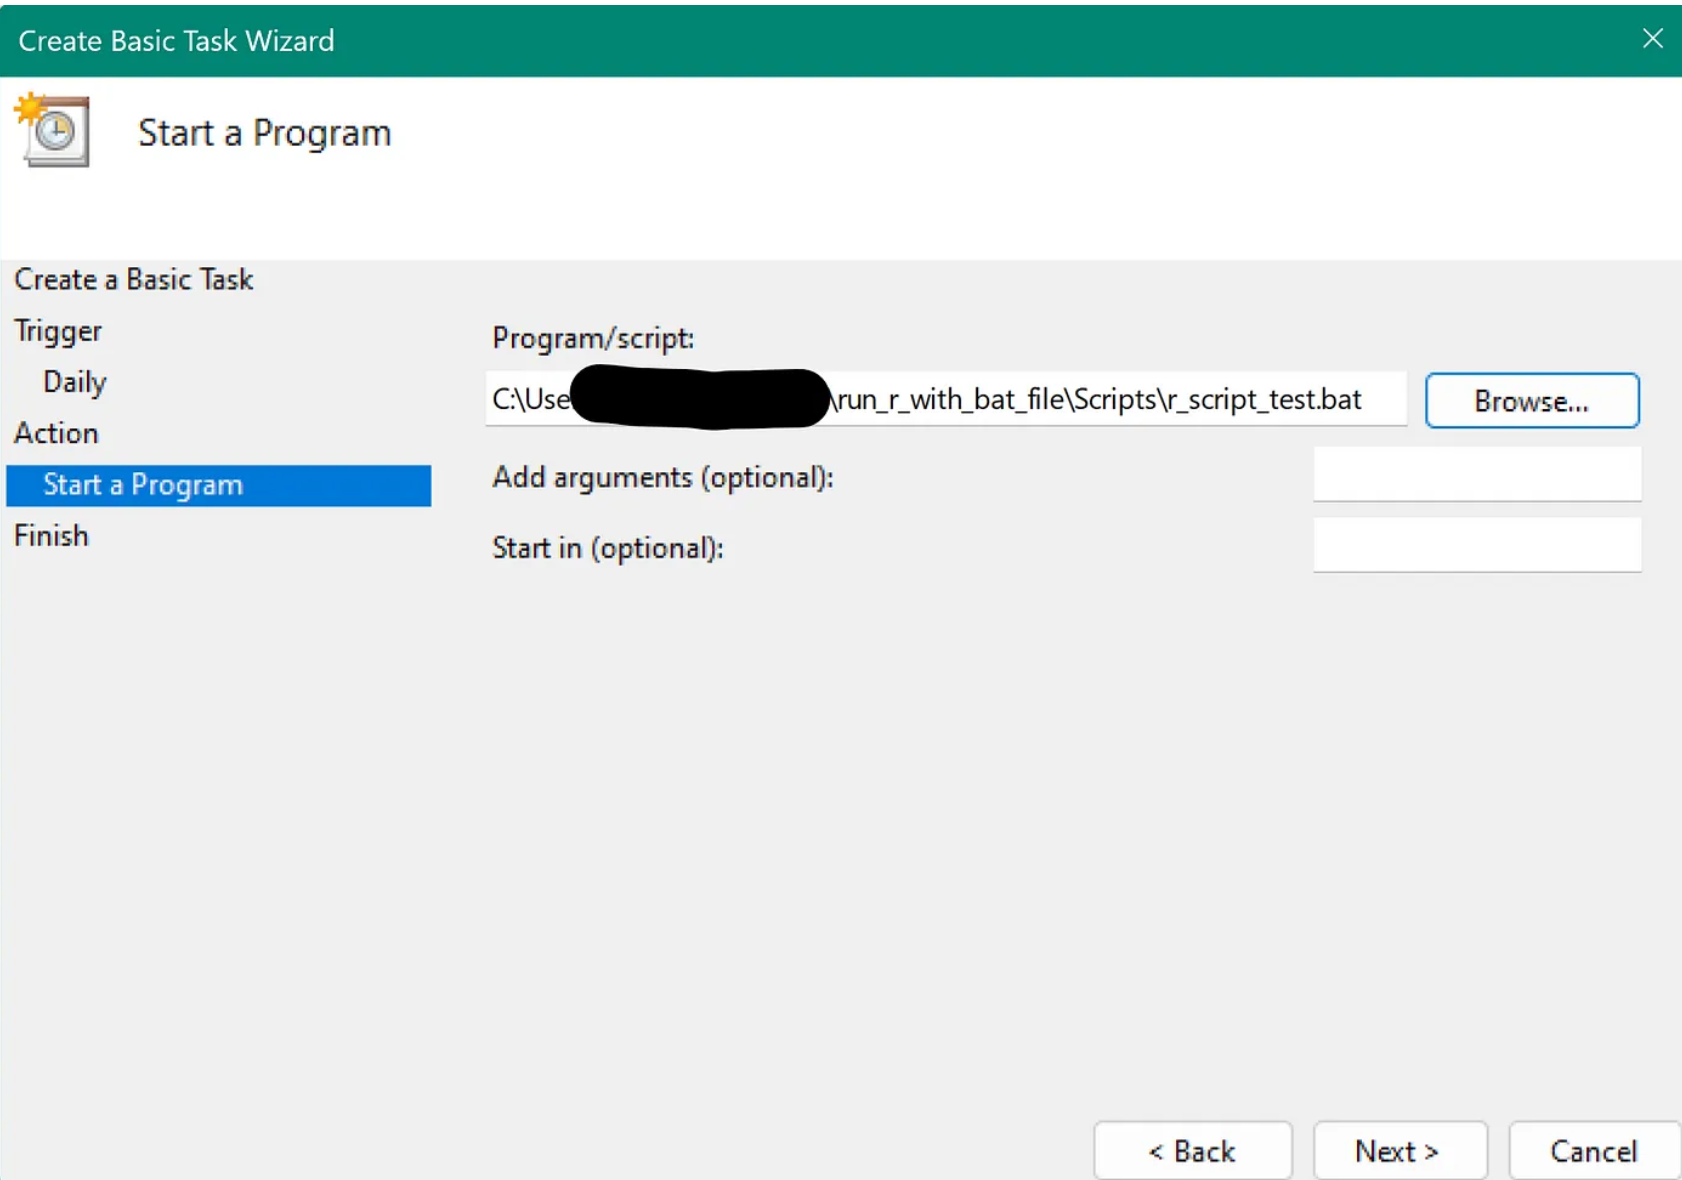 Create Basic Task Wizard
Start a Program
Create a Basic Task
Trigger
Daily
Action
Start a Program
Finish
Program/script:
C:\Use \run_r_with_bat_file\Scripts\r_script_test.bat
Browse...
Add arguments (optional):
Start in (optional):
< Back
Next >
Cancel